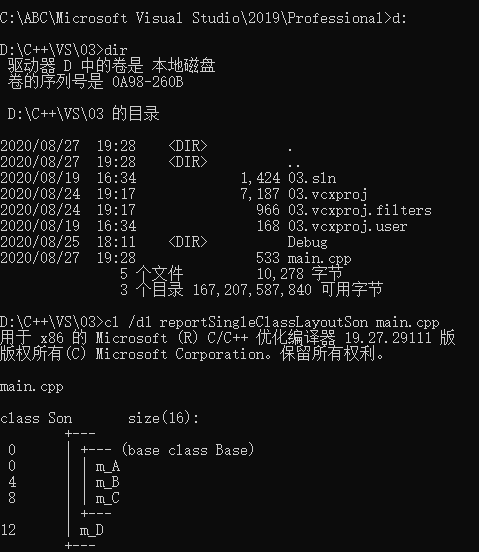 C:\ABC\Microsoft Visual Studio\2019\Professional>d:
D:\C++\VS\03>dir
驱动器 D 中的卷是 本地磁盘
卷的序列号是 0A98-260B
D:\C++\VS\03 的目录
2020/08/27  19:28    <DIR>          .
2020/08/27  19:28    <DIR>          ..
2020/08/19  16:34             1,424 03.sln
2020/08/24  19:17             7,187 03.vcxproj
2020/08/24  19:17               966 03.vcxproj.filters
2020/08/19  16:34               168 03.vcxproj.user
2020/08/25  18:11    <DIR>          Debug
2020/08/27  19:28               533 main.cpp
5 个文件         10,278 字节
3 个目录 167,207,587,840 可用字节
D:\C++\VS\03>cl /d1 reportSingleClassLayoutSon main.cpp
用于 x86 的 Microsoft (R) C/C++ 优化编译器 19.27.29111 版
版权所有(C) Microsoft Corporation。保留所有权利。
main.cpp
class Son       size(16):
+---
0      | +--- (base class Base)
0      | | m_A
4      | | m_B
8      | | m_C
| +---
12      | m_D
+---